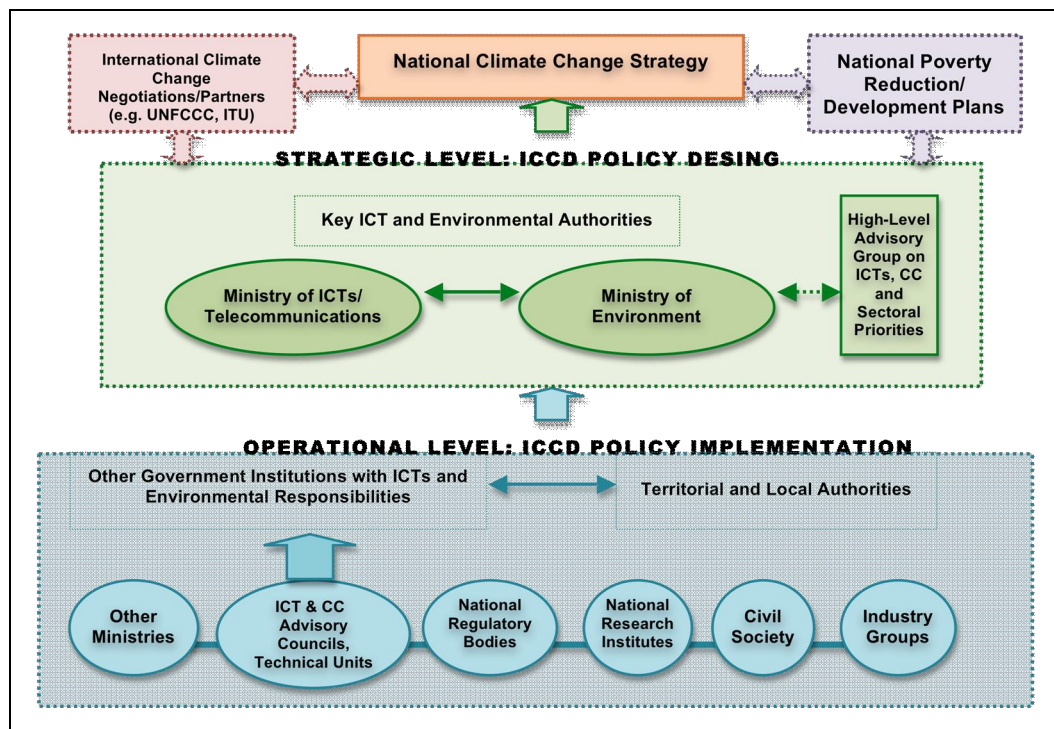 International Climate
Change
Negotiations/Partners
(e.g. UNFCCC, ITU)
National Climate Change Strategy
National Poverty
Reduction/
Development Plans
STRATEGIC LEVEL: ICCD POLICY DESING
Key ICT and Environmental Authorities
High-Level
Advisory
Group on
ICTs, CC
and
Sectoral
Priorities
Ministry of ICTs/
Telecommunications
Ministry of
Environment
OPERATIONAL LEVEL: ICCD POLICY IMPLEMENTATION
Other Government Institutions with ICTs and
Environmental Responsibilities
Territorial and Local Authorities
Other
Ministries
ICT & CC
Advisory
Councils,
Technical Units
National
Regulatory
Bodies
National
Research
Institutes
Civil
Society
Industry
Groups